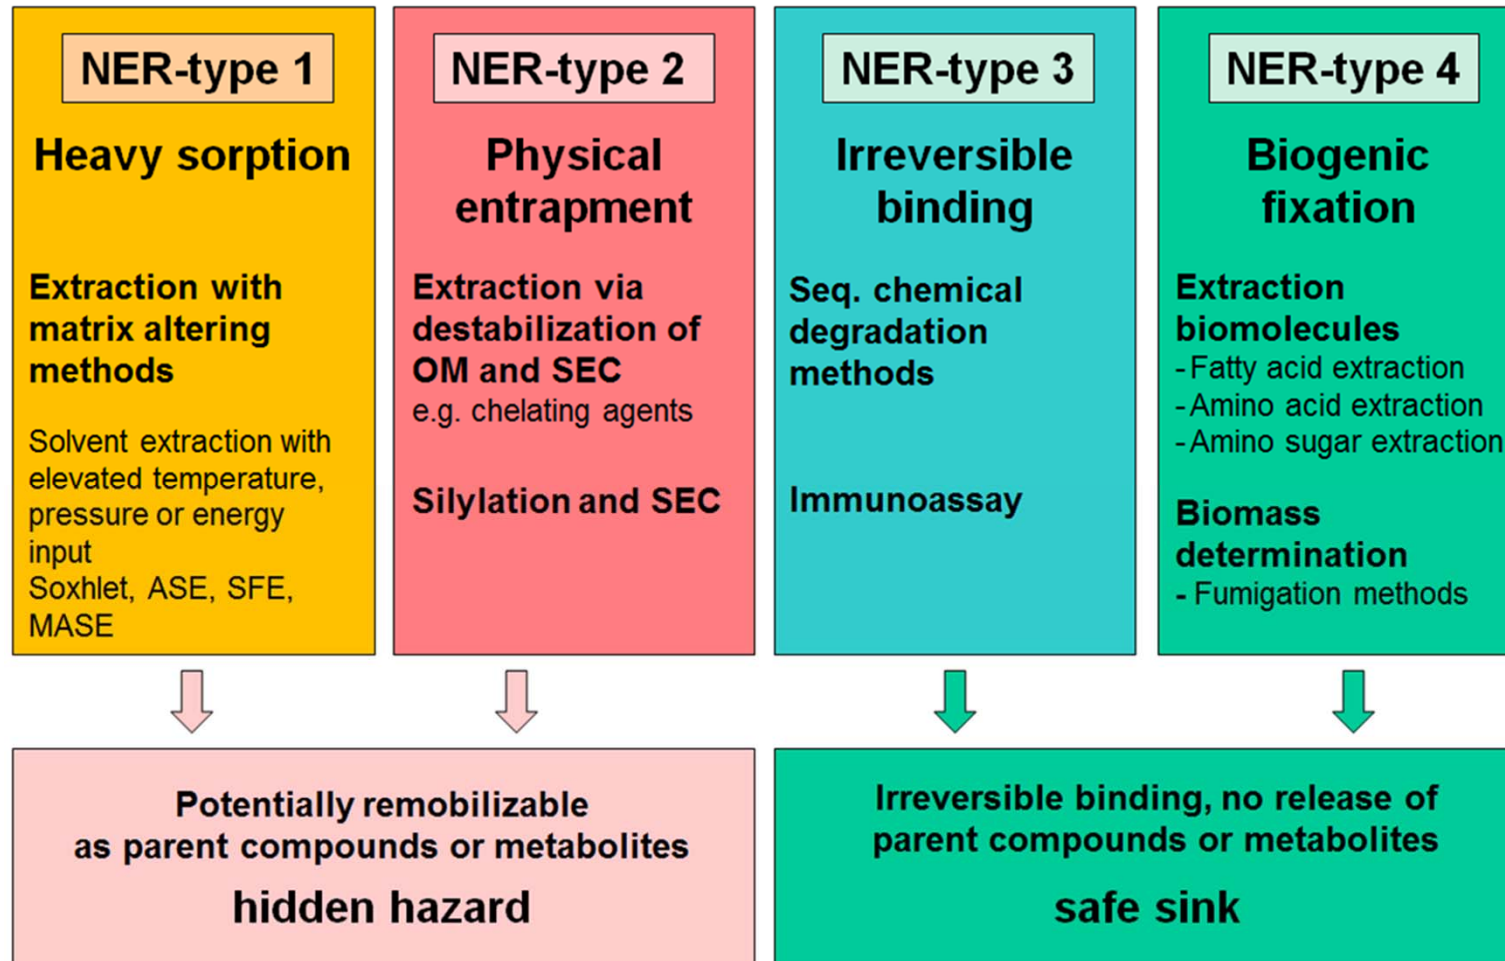 NER-type 1
Heavy sorption
Extraction with
matrix altering
methods
Solvent extraction with
elevated temperature,
pressure or energy
input
Soxhlet, ASE, SFE,
MASE
NER-type 2
Physical
entrapment
Extraction via
destabilization of
OM and SEC
e.g. chelating agents
Silylation and SEC
NER-type 3
Irreversible
binding
Seq. chemical
degradation
methods
Immunoassay
NER-type 4
Biogenic
fixation
Extraction
biomolecules
- Fatty acid extraction
- Amino acid extraction
- Amino sugar extraction
Biomass
determination
- Fumigation methods
Potentially remobilizable
as parent compounds or metabolites
hidden hazard
Irreversible binding, no release of
parent compounds or metabolites
safe sink